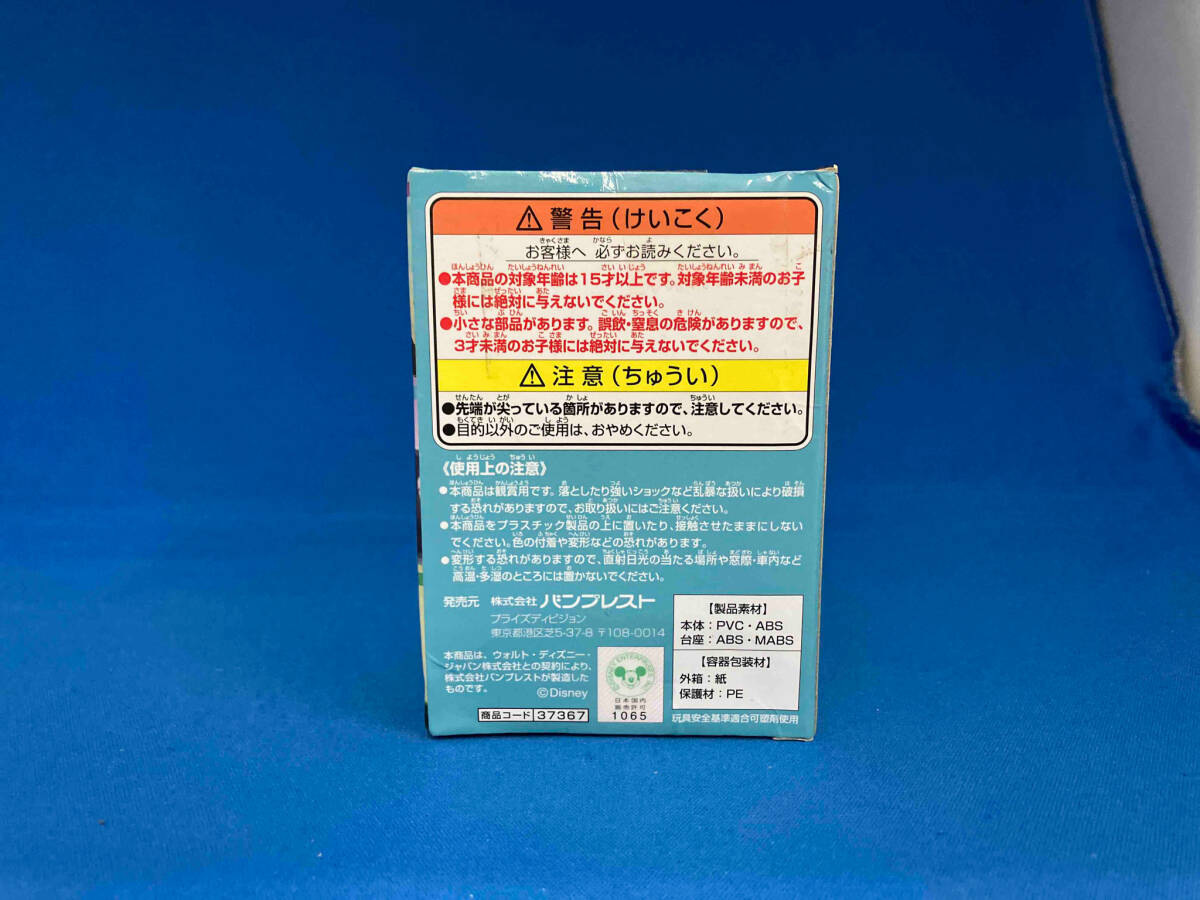 ⚠ 警告（けいこく）
お客様へ 必ずお読みください。
●本商品の対象年齢は15才以上です。対象年齢未満のお子
様には絶対に与えないでください。
●小さな部品があります。誤飲・窒息の危険がありますので、
3才未満のお子様には絶対に与えないでください。
⚠ 注意（ちゅうい）
●先端が尖っている箇所がありますので、注意してください。
●目的以外のご使用は、おやめください。
《使用上の注意》
●本商品は観賞用です。落としたり強いショックなど乱暴な扱いにより破損
する恐れがありますので、お取り扱いにはご注意ください。
●本商品をプラスチック製品の上に置いたり、接触させたままにしない
でください。色の付着や変形などの恐れがあります。
●変形する恐れがありますので、直射日光の当たる場所や窓際・車内など
高温・多湿のところには置かないでください。
発売元 株式会社 バンプレスト
プライズディビジョン
東京都港区芝5-37-8 〒108-0014
本商品は、ウォルト・ディズニー・
ジャパン株式会社との契約により、
株式会社バンプレストが製造した
ものです。
©Disney
商品コード 37367
日本国内
販売許可
1065
【製品素材】
本体：PVC・ABS
台座：ABS・MABS
【容器包装材】
外箱：紙
保護材：PE
玩具安全基準適合可塑剤使用